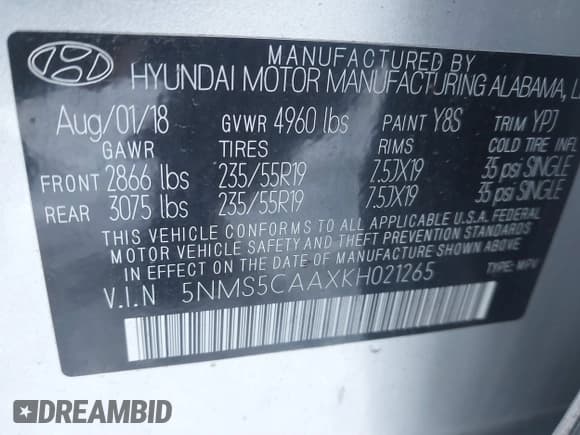 MANUFACTURED BY
HYUNDAI MOTOR MANUFACTURING ALABAMA,
Aug/01/18 GVWR 4960 lbs PAINT Y8S TRIM YPJ
GAWR TIRES RIMS COLD TIRE INFL
FRONT 2866 lbs 235/55R19 7.5JX19 35 psi SINGLE
REAR 3075 lbs 235/55R19 7.5JX19 35 psi SINGLE
THIS VEHICLE CONFORMS TO ALL APPLICABLE U.S.A. FEDERAL
MOTOR VEHICLE SAFETY AND THEFT PREVENTION STANDARDS
IN EFFECT ON THE DATE OF MANUFACTURE SHOWN ABOVE.
V.I.N 5NMS5CAAXKH021265 TYPE: MPV
$DREAMBID